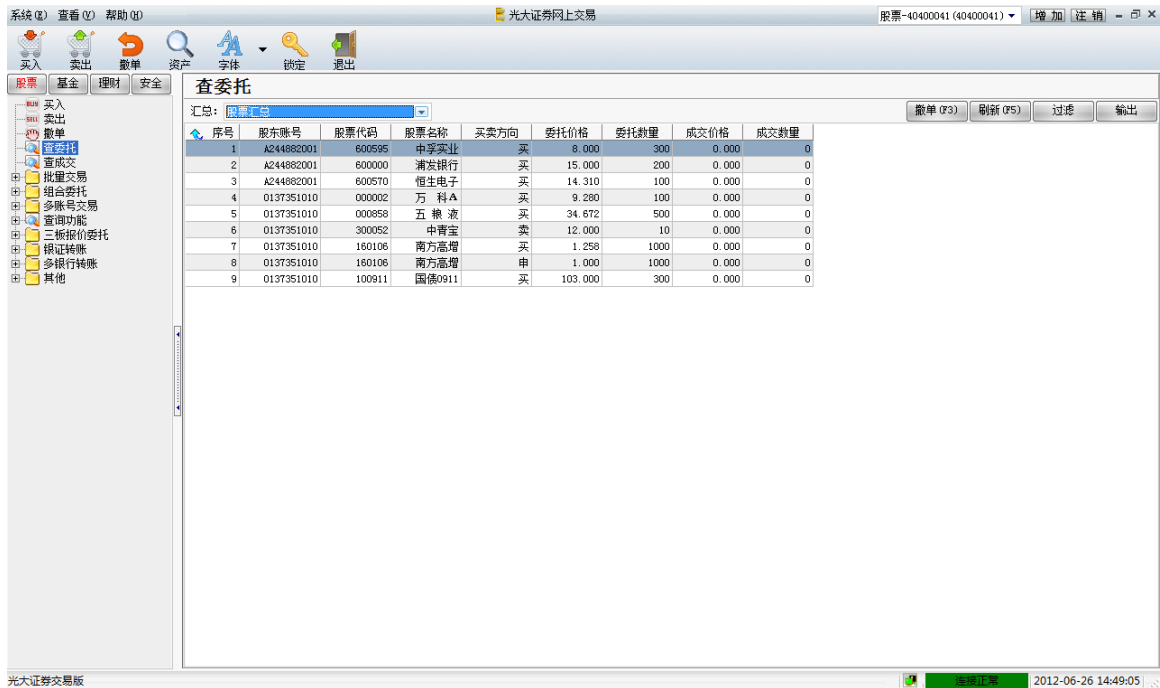 系统(E) 查看(V) 帮助(H) 光大证券网上交易 股票-40400041(40400041) 增 加 注 销
买入 卖出 撤单 资产 字体 锁定 退出
股票 基金 理财 安全
BUY 买入
SELL 卖出
撤单
查委托
查成交
批量交易
组合委托
多账号交易
查询功能
三板报价委托
银证转账
多银行转账
其他
查委托
汇总: 股票汇总 撤单(F3) 刷新(F5) 过滤 输出
序号 股东账号 股票代码 股票名称 买卖方向 委托价格 委托数量 成交价格 成交数量
1 A244882001 600595 中孚实业 买 8.000 300 0.000 0
2 A244882001 600000 浦发银行 买 15.000 200 0.000 0
3 A244882001 600570 恒生电子 买 14.310 100 0.000 0
4 0137351010 000002 万 科A 买 9.280 100 0.000 0
5 0137351010 000858 五 粮 液 买 34.672 500 0.000 0
6 0137351010 300052 中青宝 卖 12.000 10 0.000 0
7 0137351010 160106 南方高增 买 1.258 1000 0.000 0
8 0137351010 160106 南方高增 申 1.000 1000 0.000 0
9 0137351010 100911 国债0911 买 103.000 300 0.000 0
光大证券交易版 连接正常 2012-06-26 14:49:05